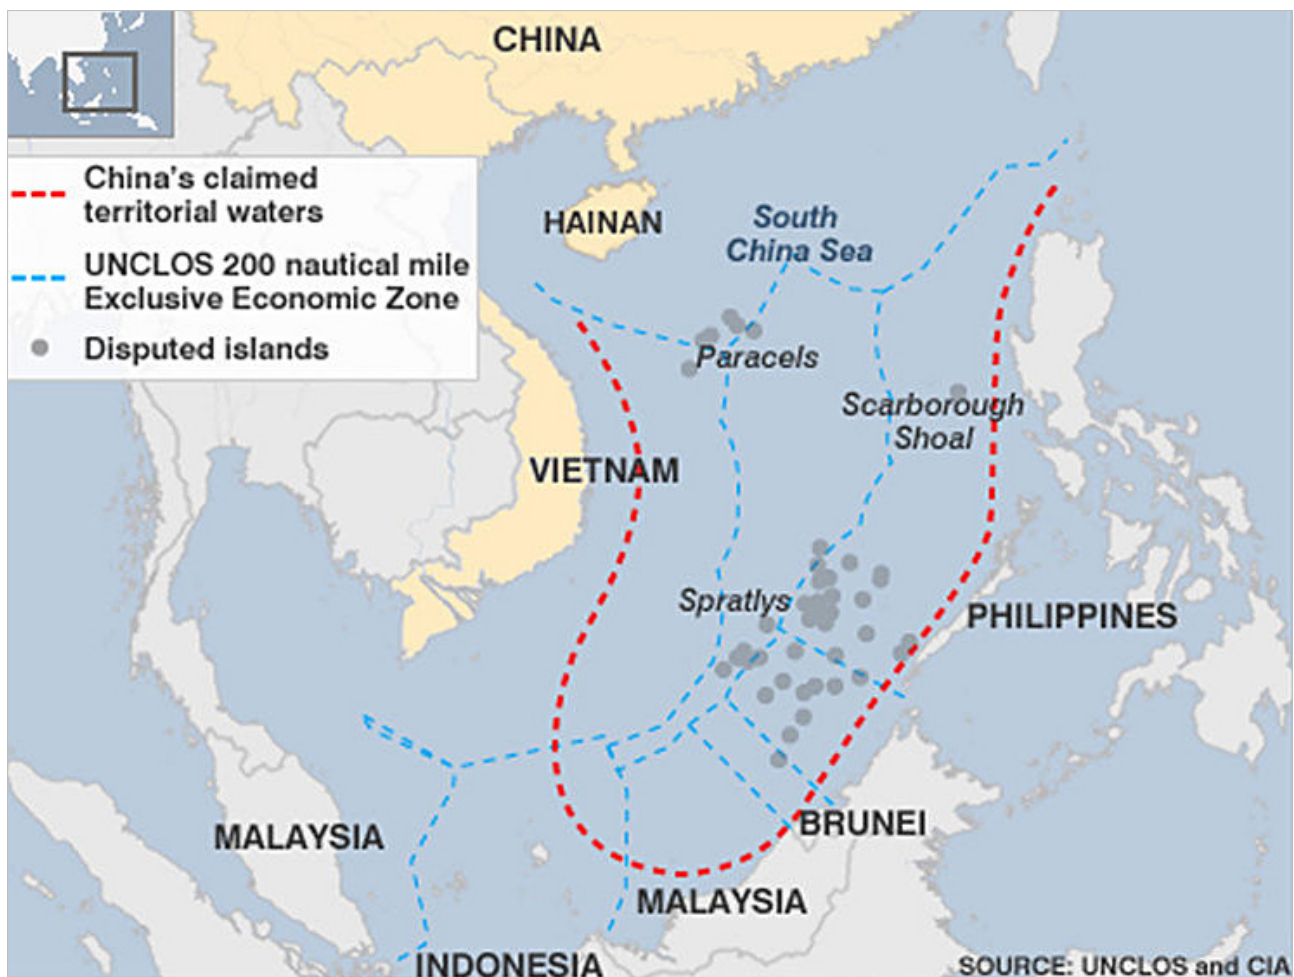 CHINA
China's claimed
territorial waters
UNCLOS 200 nautical mile
Exclusive Economic Zone
Disputed islands
HAINAN
South
China Sea
Paracels
Scarborough
Shoal
VIETNAM
Spratlys
PHILIPPINES
MALAYSIA
BRUNEI
MALAYSIA
INDONESIA
SOURCE: UNCLOS and CIA